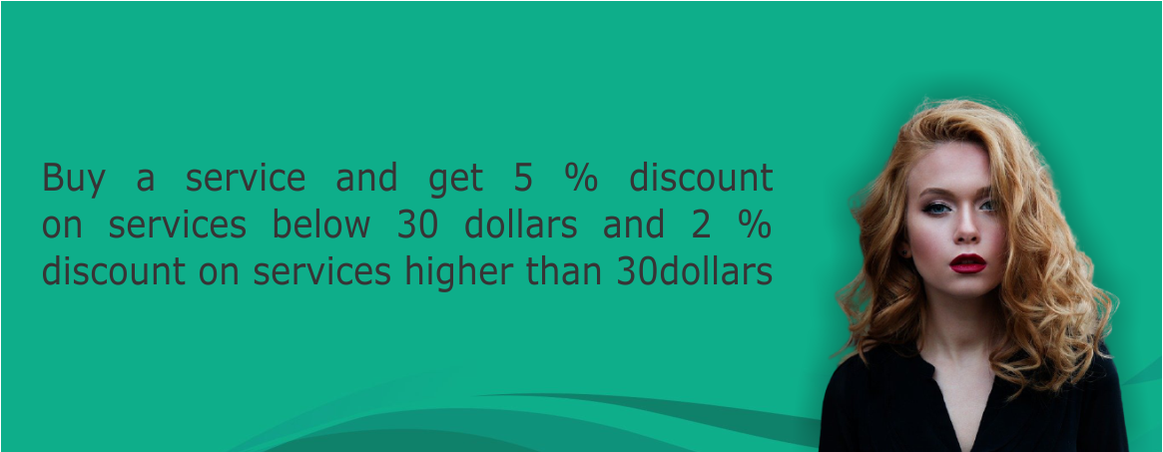 Buy a service and get 5 % discount
on services below 30 dollars and 2 %
discount on services higher than 30dollars